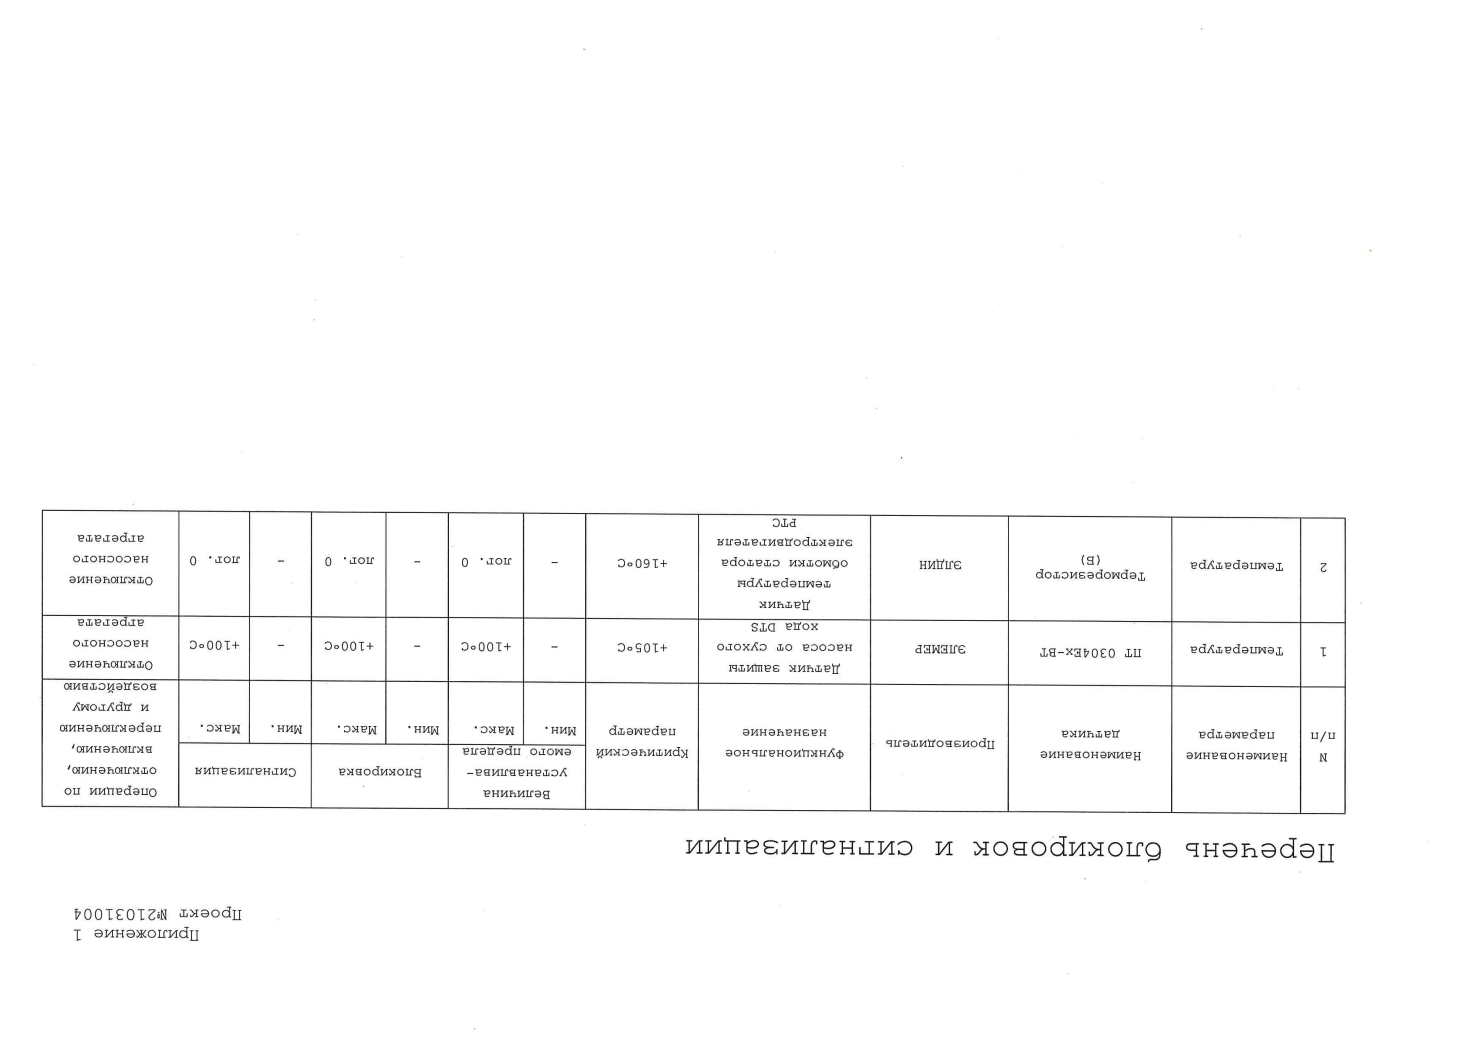 Приложение 1
Проект №21031004
Перечень блокировок и сигнализации
N
п/п
Наименование
параметра
Наименование
датчика
Производитель
Функциональное
назначение
Критический
параметр
Величина
устанавлива-
емого предела
Мин.
Макс.
Блокировка
Мин.
Макс.
Сигнализация
Мин.
Макс.
Операции по
отключению,
включению,
переключению
и другому
воздействию
1
Температура
ПТ 0304Ех-ВТ
ЭЛЕМЕР
Датчик защиты
насоса от сухого
хода DTS
+105°C
-
+100°C
-
+100°C
-
+100°C
Отключение
насосного
агрегата
2
Температура
Терморезистор
(В)
ЭЛДИН
Датчик
температуры
обмотки статора
электродвигателя
PTC
+160°C
-
лог. 0
-
лог. 0
-
лог. 0
Отключение
насосного
агрегата